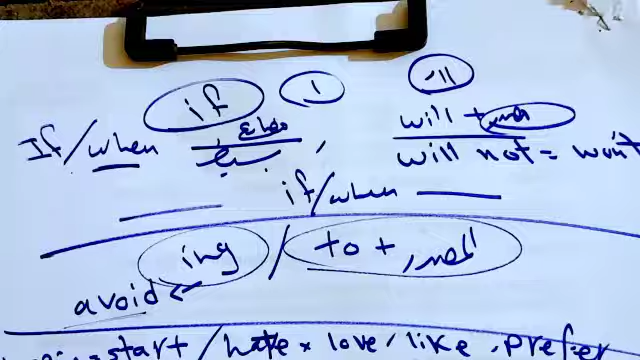 if ١ ال
If/when مضارع بسيط , will + المصدر
will not = won't
if/when
ing / to + المصدر
avoid ←
start / hate * love / like . prefer